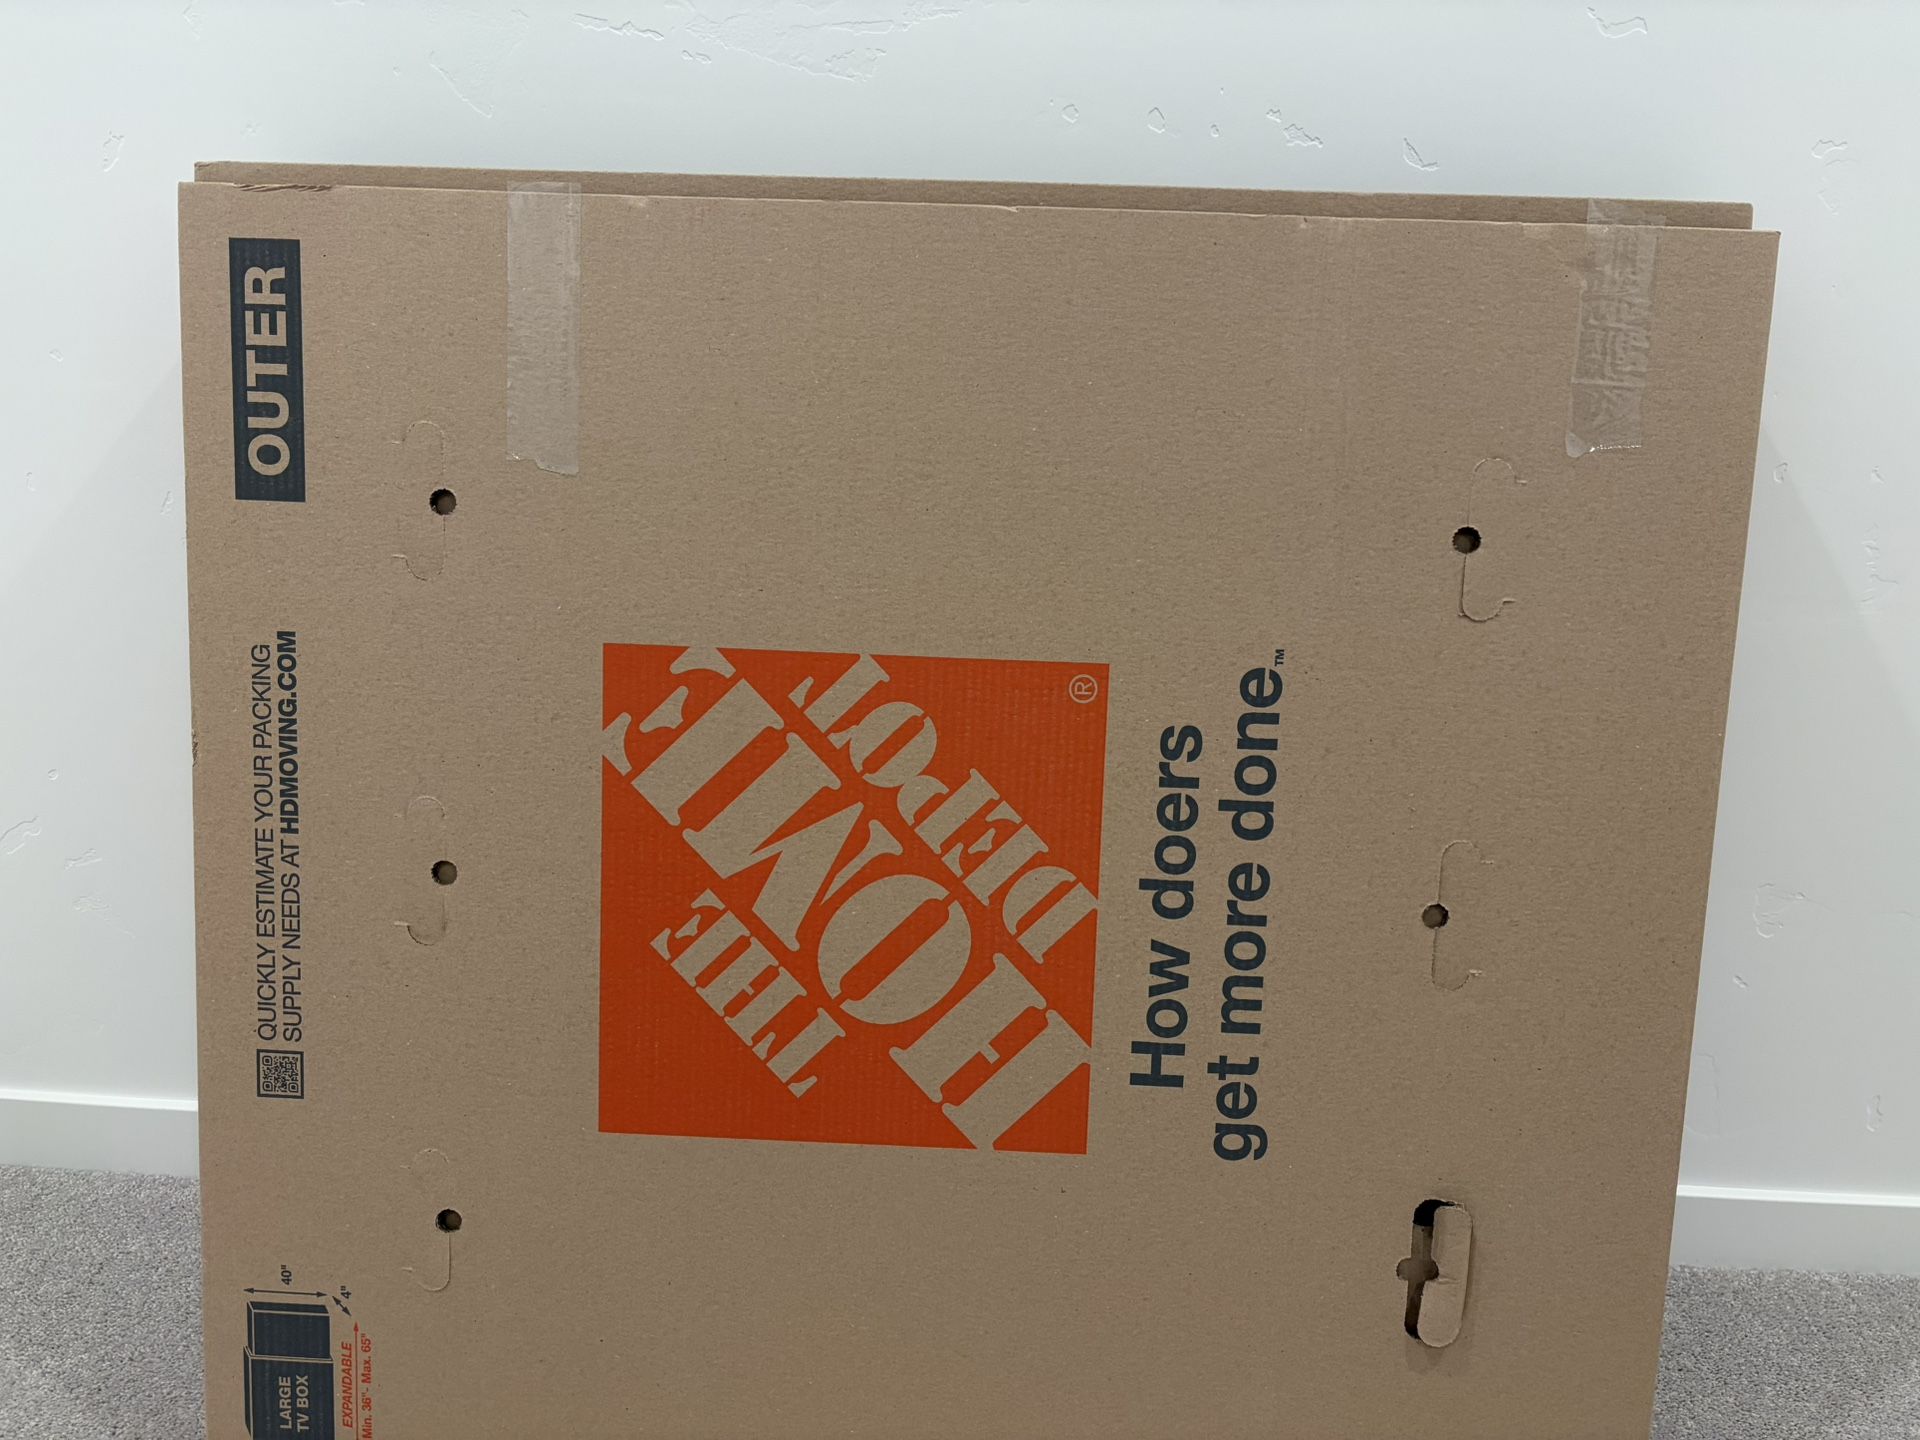 LARGE
TV BOX
40"
4"
EXPANDABLE
Min. 36"- Max. 65"
QUICKLY ESTIMATE YOUR PACKING
SUPPLY NEEDS AT HDMOVING.COM
OUTER
THE
HOME
DEPOT
®
How doers
get more done.™